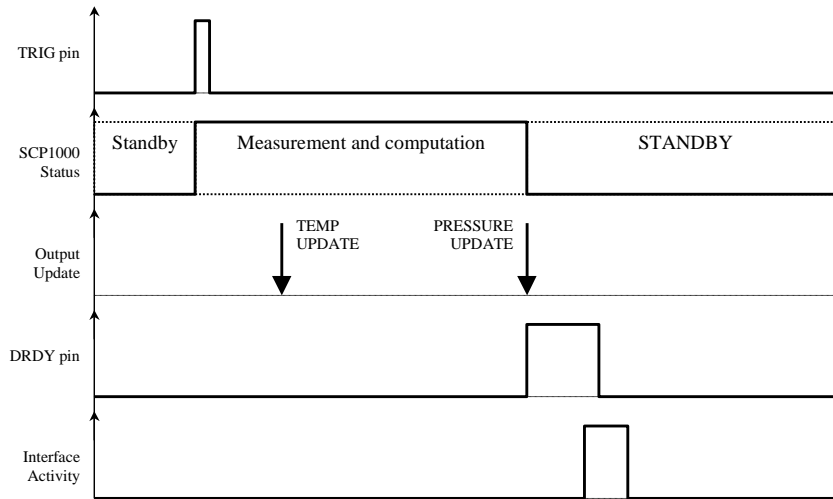 TRIG pin
Standby
Measurement and computation
STANDBY
SCP1000
Status
TEMP
UPDATE
PRESSURE
UPDATE
Output
Update
DRDY pin
Interface
Activity